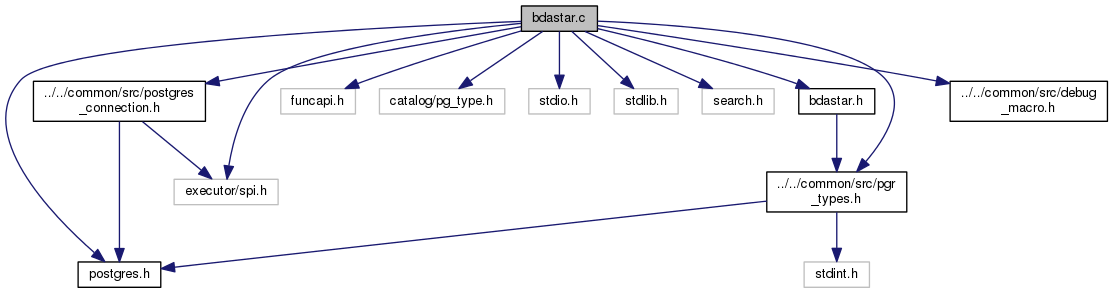 bdastar.c
../../common/src/postgres
_connection.h
funcapi.h
catalog/pg_type.h
stdio.h
stdlib.h
search.h
bdastar.h
../../common/src/debug
_macro.h
executor/spi.h
../../common/src/pgr
_types.h
postgres.h
stdint.h